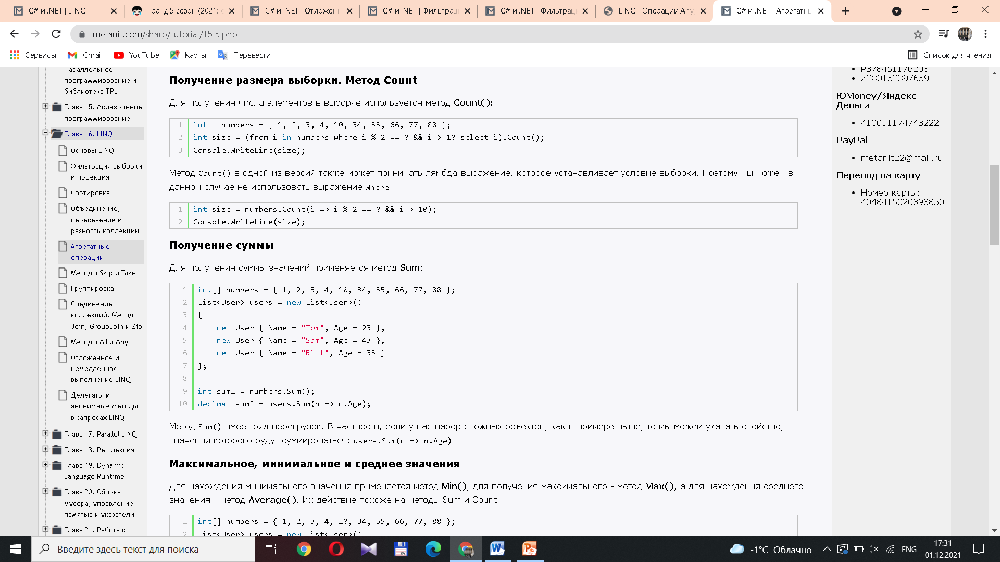 C# и .NET | LINQ
Гранд 5 сезон (2021)
C# и .NET | Отложенн
C# и .NET | Фильтрац
C# и .NET | Фильтрац
LINQ | Операции Any
C# и .NET | Агрегатны
metanit.com/sharp/tutorial/15.5.php
Сервисы
Gmail
YouTube
Карты
Перевести
Список для чтения
Параллельное
программирование и
библиотека TPL
Глава 15. Асинхронное
программирование
Глава 16. LINQ
Основы LINQ
Фильтрация выборки
и проекция
Сортировка
Объединение,
пересечение и
разность коллекций
Агрегатные
операции
Методы Skip и Take
Группировка
Соединение
коллекций. Метод
Join, GroupJoin и Zip
Методы All и Any
Отложенное и
немедленное
выполнение LINQ
Делегаты и
анонимные методы
в запросах LINQ
Глава 17. Parallel LINQ
Глава 18. Рефлексия
Глава 19. Dynamic
Language Runtime
Глава 20. Сборка
мусора, управление
памятью и указатели
Глава 21. Работа с
Получение размера выборки. Метод Count
Для получения числа элементов в выборке используется метод Count():
1 int[] numbers = { 1, 2, 3, 4, 10, 34, 55, 66, 77, 88 };
2 int size = (from i in numbers where i % 2 == 0 && i > 10 select i).Count();
3 Console.WriteLine(size);
Метод Count() в одной из версий также может принимать лямбда-выражение, которое устанавливает условие выборки. Поэтому мы можем в
данном случае не использовать выражение Where:
1 int size = numbers.Count(i => i % 2 == 0 && i > 10);
2 Console.WriteLine(size);
Получение суммы
Для получения суммы значений применяется метод Sum:
1 int[] numbers = { 1, 2, 3, 4, 10, 34, 55, 66, 77, 88 };
2 List<User> users = new List<User>()
3 {
4 new User { Name = "Tom", Age = 23 },
5 new User { Name = "Sam", Age = 43 },
6 new User { Name = "Bill", Age = 35 }
7 };
8
9 int sum1 = numbers.Sum();
10 decimal sum2 = users.Sum(n => n.Age);
Метод Sum() имеет ряд перегрузок. В частности, если у нас набор сложных объектов, как в примере выше, то мы можем указать свойство,
значения которого будут суммироваться: users.Sum(n => n.Age)
Максимальное, минимальное и среднее значения
Для нахождения минимального значения применяется метод Min(), для получения максимального - метод Max(), а для нахождения среднего
значения - метод Average(). Их действие похоже на методы Sum и Count:
1 int[] numbers = { 1, 2, 3, 4, 10, 34, 55, 66, 77, 88 };
2 List<User> users = new List<User>()
P378451176208
Z280152397659
ЮMoney/Яндекс-
Деньги
410011174743222
PayPal
metanit22@mail.ru
Перевод на карту
Номер карты:
4048415020898850
Введите здесь текст для поиска
-1°C Облачно
ENG
17:31
01.12.2021